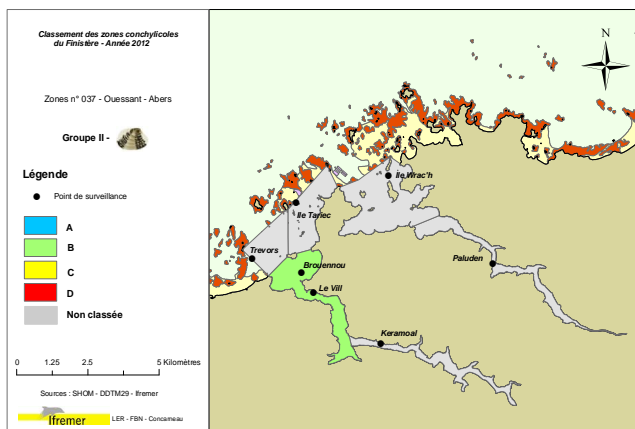 Classement des zones conchylicoles
du Finistère - Année 2012
Zones n° 037 - Ouessant - Abers
Groupe II -
Légende
Point de surveillance
A
B
C
D
Non classée
0 1.25 2.5 5 Kilomètres
Sources : SHOM - DDTM29 - Ifremer
Ifremer
LER - FBN - Concarneau
N
Ile Wrac'h
Ile Tariec
Trevors
Paluden
Brouennou
Le Vill
Keramoal